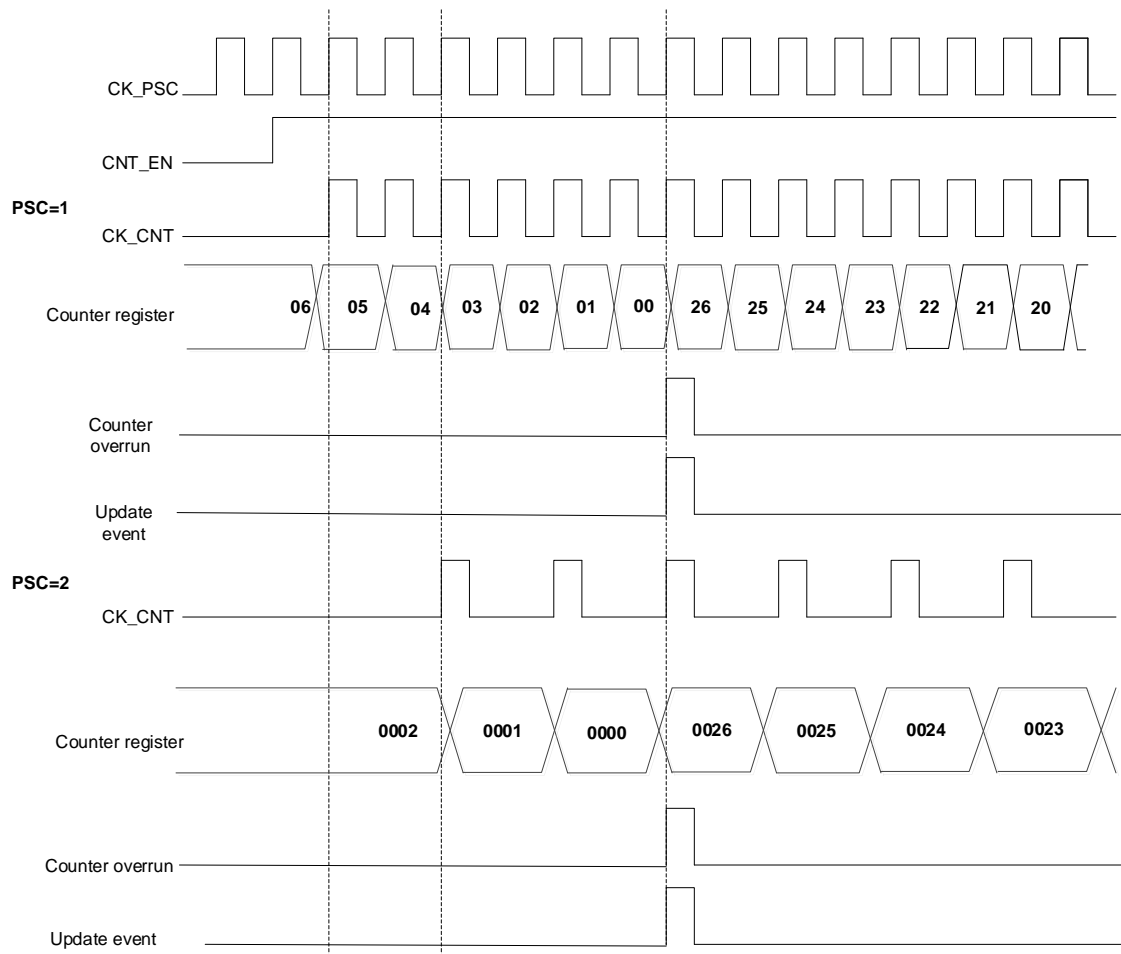 CK_PSC
CNT_EN
PSC=1
CK_CNT
Counter register
06 05 04 03 02 01 00 26 25 24 23 22 21 20
Counter
overrun
Update
event
PSC=2
CK_CNT
Counter register
0002 0001 0000 0026 0025 0024 0023
Counter overrun
Update event